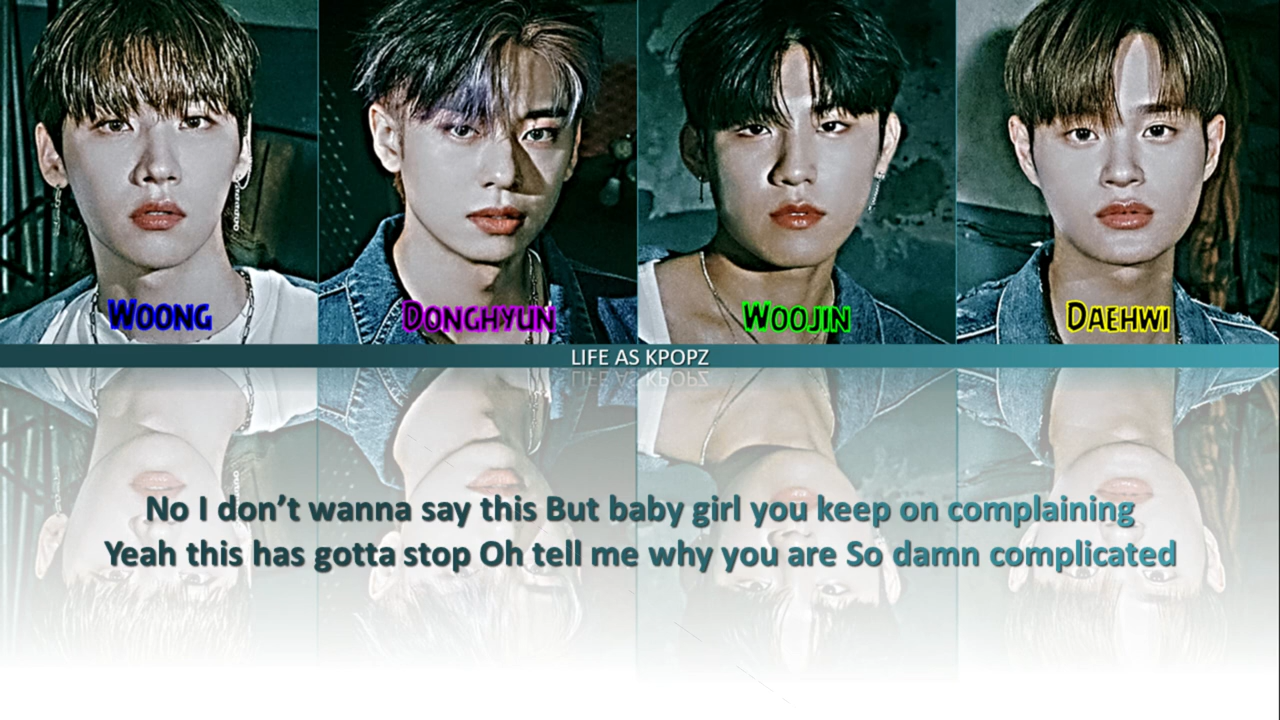 WOONG
DONGHYUN
WOOJIN
DAEHWI
LIFE AS KPOPZ
No I don’t wanna say this But baby girl you keep on complaining
Yeah this has gotta stop Oh tell me why you are So damn complicated